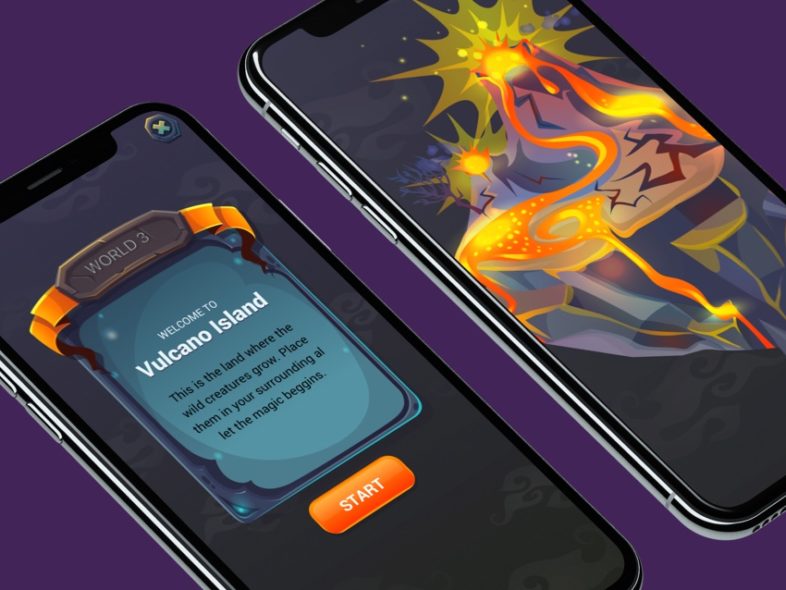 WORLD 3
WELCOME TO
Vulcano Island
This is the land where the
wild creatures grow. Place
them in your surrounding al
let the magic beggins.
START